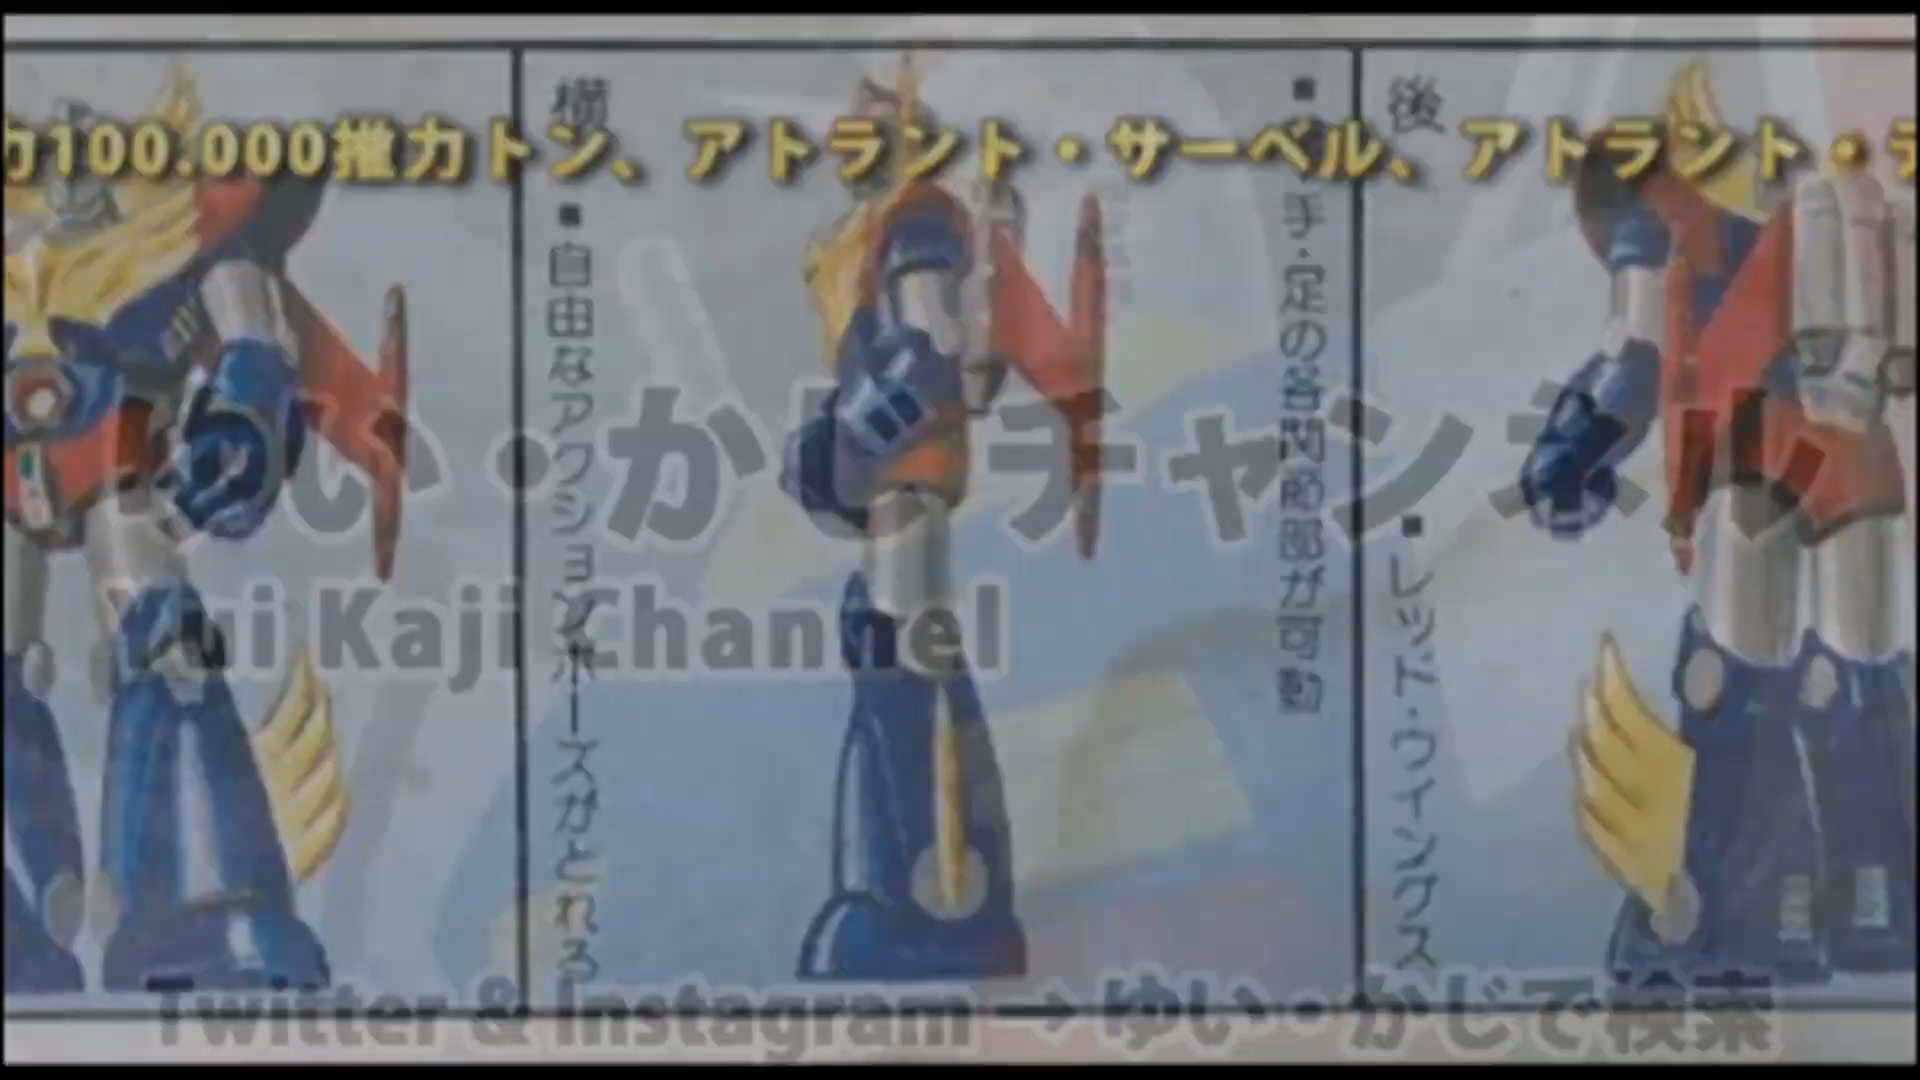 力100.000推力トン、アトラント・サーベル、アトラント・
横
■自由なアクションポーズがとれる
手・足の各関節部が可動
後
■レッド・ウイングス
ゆい・かじチャンネル
Yui Kaji Channel
Twitter & Instagram → ゆい・かじで検索